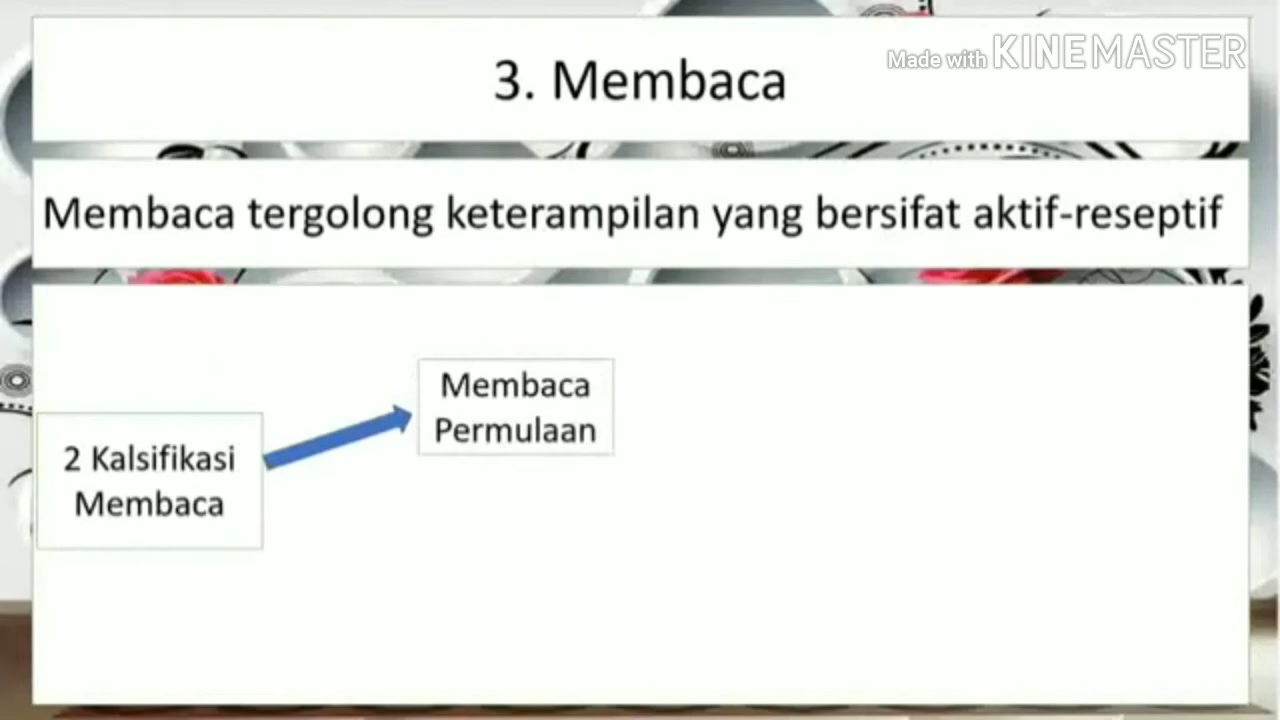 Made with KINEMASTER
3. Membaca
Membaca tergolong keterampilan yang bersifat aktif-reseptif
Membaca
Permulaan
2 Kalsifikasi
Membaca